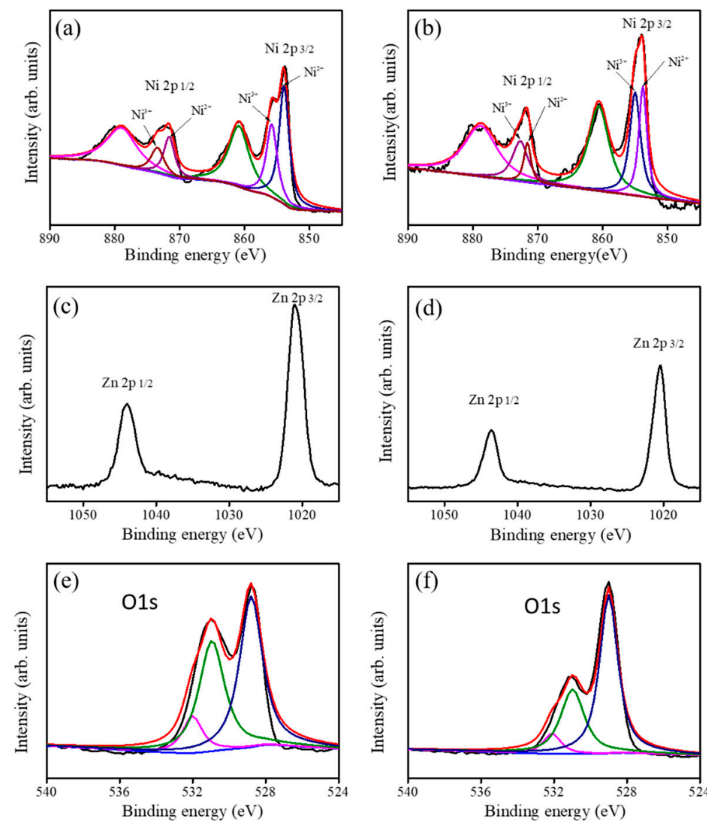 (a)
Ni 2p 3/2
Ni 2p 1/2
Ni³⁺
Ni²⁺
Ni³⁺
Ni²⁺
Intensity (arb. units)
890 880 870 860 850
Binding energy (eV)
(b)
Ni 2p 3/2
Ni 2p 1/2
Ni³⁺
Ni²⁺
Ni³⁺
Ni²⁺
Intensity(arb. units)
890 880 870 860 850
Binding energy(eV)
(c)
Zn 2p 3/2
Zn 2p 1/2
Intensity (arb. units)
1050 1040 1030 1020
Binding energy (eV)
(d)
Zn 2p 3/2
Zn 2p 1/2
Intensity (arb. units)
1050 1040 1030 1020
Binding energy (eV)
(e)
O1s
Intensity (arb. units)
540 536 532 528 524
Binding energy (eV)
(f)
O1s
Intensity (arb. units)
540 536 532 528 524
Binding energy (eV)